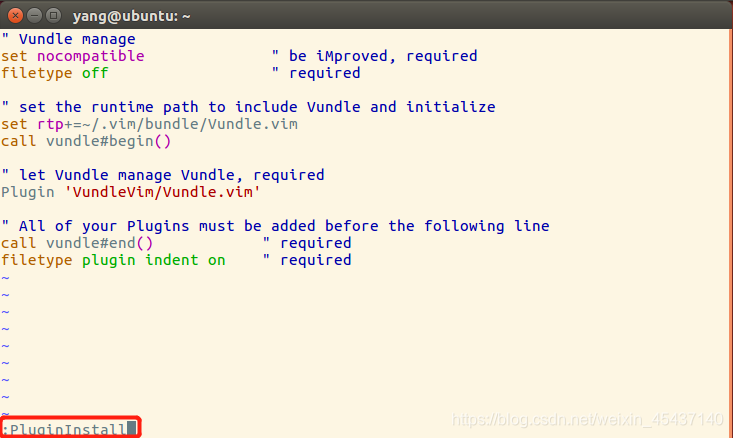 yang@ubuntu: ~
" Vundle manage
set nocompatible              " be iMproved, required
filetype off                  " required
" set the runtime path to include Vundle and initialize
set rtp+=~/.vim/bundle/Vundle.vim
call vundle#begin()
" let Vundle manage Vundle, required
Plugin 'VundleVim/Vundle.vim'
" All of your Plugins must be added before the following line
call vundle#end()            " required
filetype plugin indent on    " required
~
~
~
~
~
~
~
~
~
:PluginInstall
https://blog.csdn.net/weixin_45437140